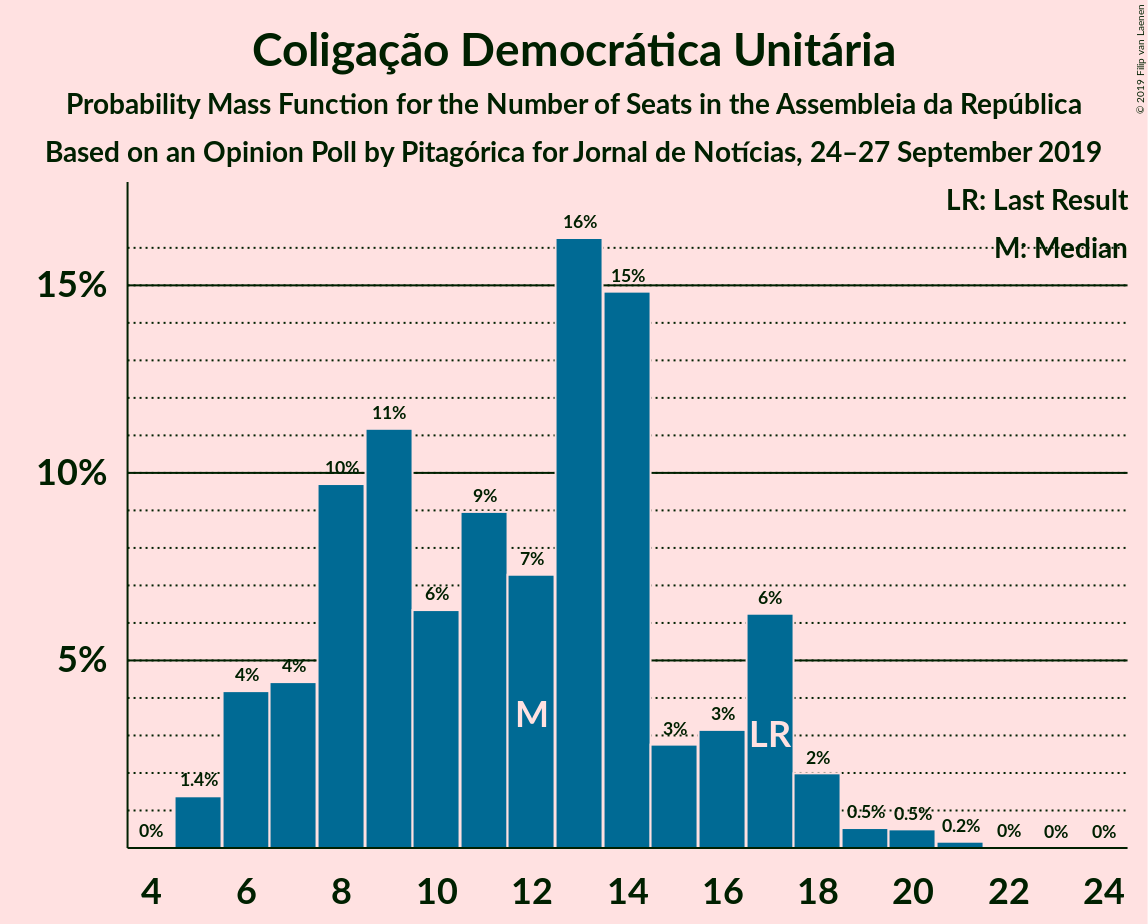 Coligação Democrática Unitária
Probability Mass Function for the Number of Seats in the Assembleia da República
Based on an Opinion Poll by Pitagórica for Jornal de Notícias, 24–27 September 2019
© 2019 Filip van Laenen
LR: Last Result
M: Median
15%
10%
5%
0%
1.4%
4%
4%
10%
11%
6%
9%
7%
16%
15%
3%
3%
6%
2%
0.5%
0.5%
0.2%
0%
0%
0%
M
LR
4 6 8 10 12 14 16 18 20 22 24